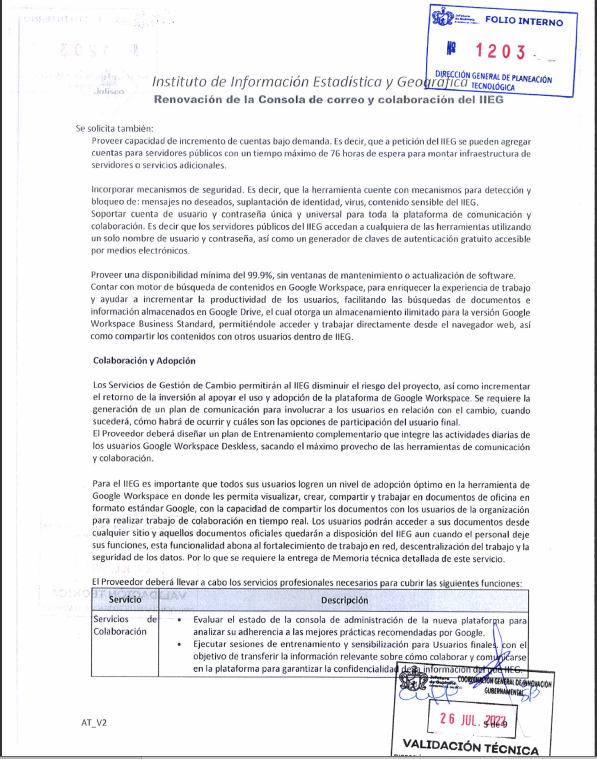 FOLIO INTERNO
Nº 1203
DIRECCIÓN GENERAL DE PLANEACIÓN
TECNOLÓGICA
Jalisco
Instituto de Información Estadística y Geográfica
Renovación de la Consola de correo y colaboración del IIEG
Se solicita también:
Proveer capacidad de incremento de cuentas bajo demanda. Es decir, que a petición del IIEG se pueden agregar
cuentas para servidores públicos con un tiempo máximo de 76 horas de espera para montar infraestructura de
servidores o servicios adicionales.
Incorporar mecanismos de seguridad. Es decir, que la herramienta cuente con mecanismos para detección y
bloqueo de: mensajes no deseados, suplantación de identidad, virus, contenido sensible del IIEG.
Soportar cuenta de usuario y contraseña única y universal para toda la plataforma de comunicación y
colaboración. Es decir que los servidores públicos del IIEG accedan a cualquiera de las herramientas utilizando
un solo nombre de usuario y contraseña, así como un generador de claves de autenticación gratuito accesible
por medios electrónicos.
Proveer una disponibilidad mínima del 99.9%, sin ventanas de mantenimiento o actualización de software.
Contar con motor de búsqueda de contenidos en Google Workspace, para enriquecer la experiencia de trabajo
y ayudar a incrementar la productividad de los usuarios, facilitando las búsquedas de documentos e
información almacenados en Google Drive, el cual otorga un almacenamiento ilimitado para la versión Google
Workspace Business Standard, permitiéndole acceder y trabajar directamente desde el navegador web, así
como compartir los contenidos con otros usuarios dentro de IIEG.
Colaboración y Adopción
Los Servicios de Gestión de Cambio permitirán al IIEG disminuir el riesgo del proyecto, así como incrementar
el retorno de la inversión al apoyar el uso y adopción de la plataforma de Google Workspace. Se requiere la
generación de un plan de comunicación para involucrar a los usuarios en relación con el cambio, cuando
sucederá, cómo habrá de ocurrir y cuáles son las opciones de participación del usuario final.
El Proveedor deberá diseñar un plan de Entrenamiento complementario que integre las actividades diarias de
los usuarios Google Workspace Deskless, sacando el máximo provecho de las herramientas de comunicación
y colaboración.
Para el IIEG es importante que todos sus usuarios logren un nivel de adopción óptimo en la herramienta de
Google Workspace en donde les permita visualizar, crear, compartir y trabajar en documentos de oficina en
formato estándar Google, con la capacidad de compartir los documentos con los usuarios de la organización
para realizar trabajo de colaboración en tiempo real. Los usuarios podrán acceder a sus documentos desde
cualquier sitio y aquellos documentos oficiales quedarán a disposición del IIEG aun cuando el personal deje
sus funciones, esta funcionalidad abona al fortalecimiento de trabajo en red, descentralización del trabajo y la
seguridad de los datos. Por lo que se requiere la entrega de Memoria técnica detallada de este servicio.
El Proveedor deberá llevar a cabo los servicios profesionales necesarios para cubrir las siguientes funciones:
Servicio Descripción
Servicios de Colaboración
• Evaluar el estado de la consola de administración de la nueva plataforma para
analizar su adherencia a las mejores prácticas recomendadas por Google.
• Ejecutar sesiones de entrenamiento y sensibilización para Usuarios finales, con el
objetivo de transferir la información relevante sobre cómo colaborar y comunicarse
en la plataforma para garantizar la confidencialidad de la información del IIEG.
COORDINACIÓN GENERAL DE INNOVACIÓN
GUBERNAMENTAL
26 JUL.
VALIDACIÓN TÉCNICA
AT_V2